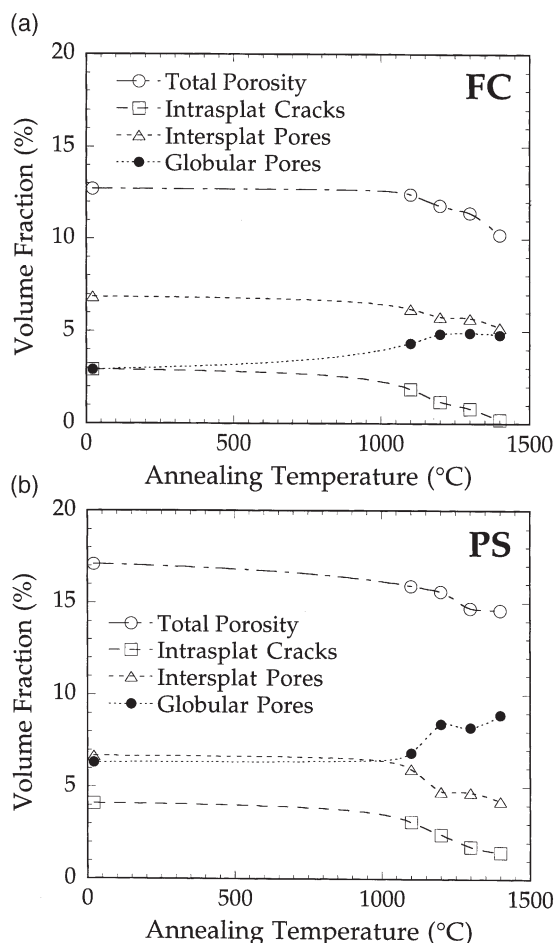 (a)
20
15
10
5
0
Volume Fraction (%)
Total Porosity
Intrasplat Cracks
Intersplat Pores
Globular Pores
FC
0 500 1000 1500
Annealing Temperature (°C)
(b)
20
15
10
5
0
Volume Fraction (%)
PS
Total Porosity
Intrasplat Cracks
Intersplat Pores
Globular Pores
0 500 1000 1500
Annealing Temperature (°C)